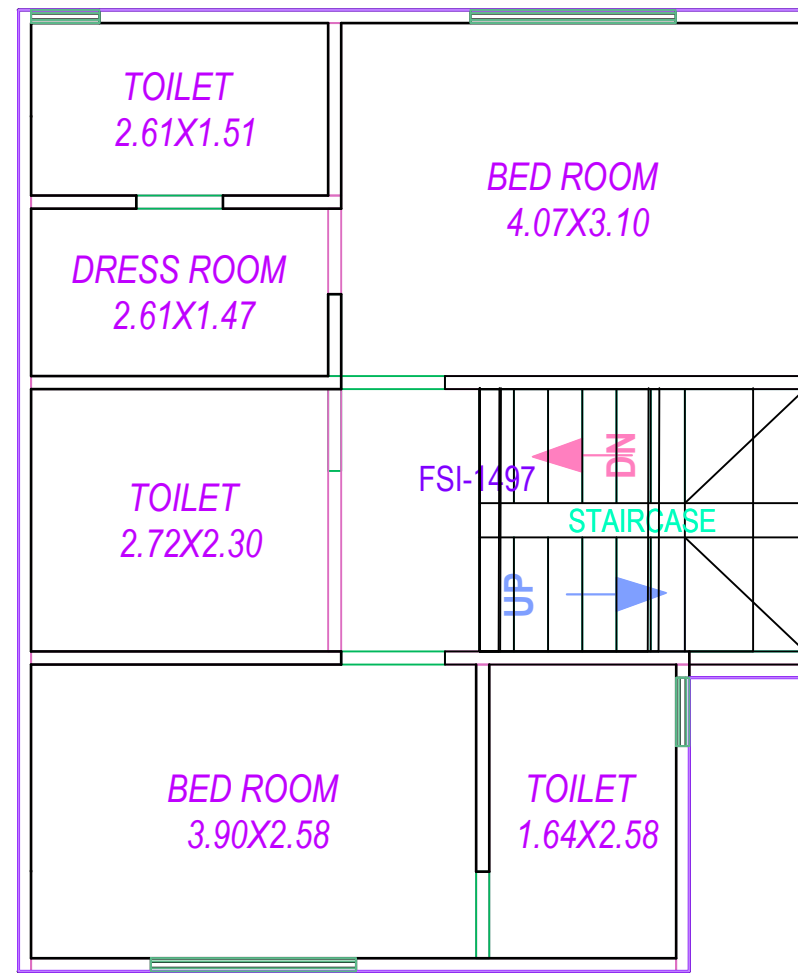 TOILET
2.61X1.51
BED ROOM
4.07X3.10
DRESS ROOM
2.61X1.47
DN
FSI-1497
TOILET
2.72X2.30
STAIRCASE
UP
BED ROOM
3.90X2.58
TOILET
1.64X2.58